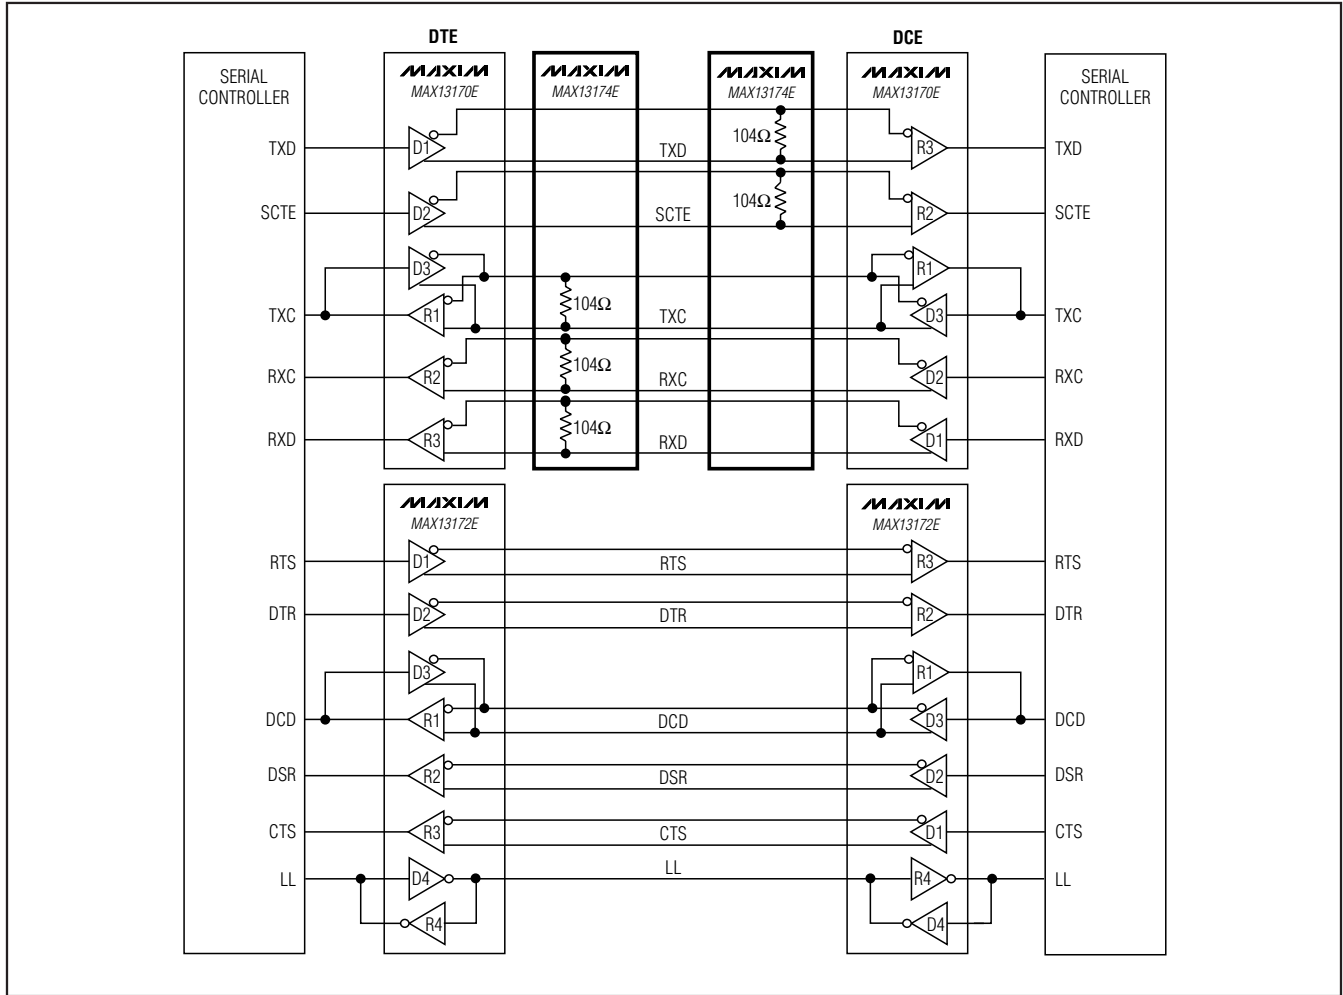 DTE
DCE
SERIAL
CONTROLLER
MAXIM
MAX13170E
MAXIM
MAX13174E
MAXIM
MAX13174E
MAXIM
MAX13170E
SERIAL
CONTROLLER
TXD
D1
TXD
104Ω
R3
TXD
SCTE
D2
SCTE
104Ω
R2
SCTE
D3
R1
TXC
R1
104Ω
TXC
D3
TXC
RXC
R2
104Ω
RXC
D2
RXC
RXD
R3
104Ω
RXD
D1
RXD
MAXIM
MAX13172E
MAXIM
MAX13172E
RTS
D1
RTS
R3
RTS
DTR
D2
DTR
R2
DTR
D3
R1
DCD
R1
DCD
D3
DCD
DSR
R2
DSR
D2
DSR
CTS
R3
CTS
D1
CTS
LL
D4
LL
R4
LL
R4
D4